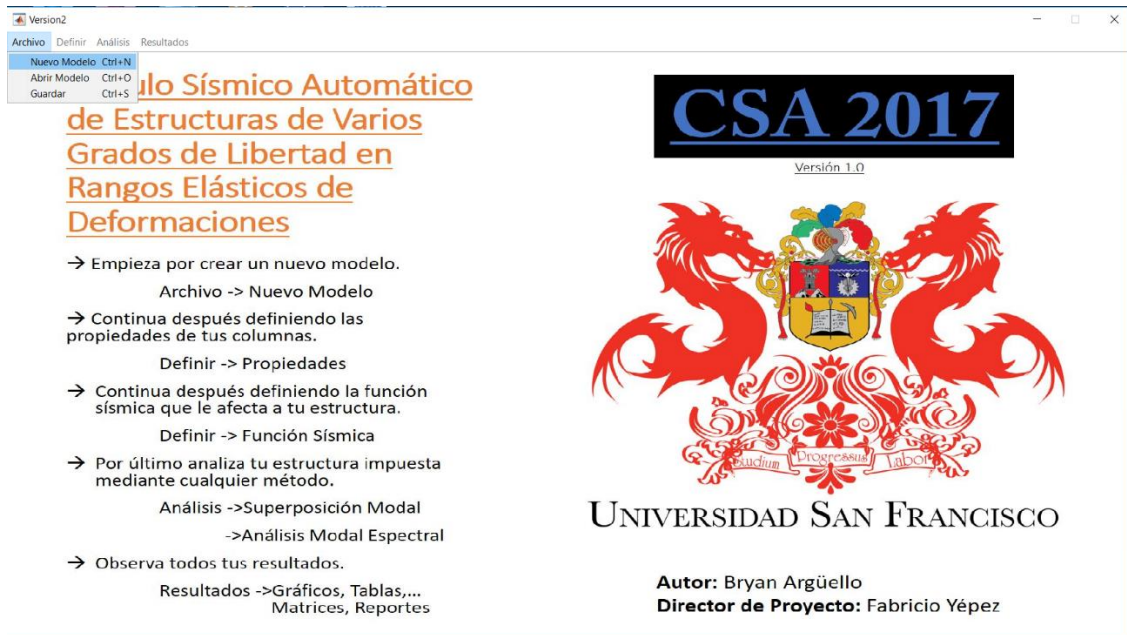 Version2
Archivo Definir Análisis Resultados
Nuevo Modelo Ctrl+N
Abrir Modelo Ctrl+O
Guardar Ctrl+S
ulo Sísmico Automático
de Estructuras de Varios
Grados de Libertad en
Rangos Elásticos de
Deformaciones
→ Empieza por crear un nuevo modelo.
Archivo -> Nuevo Modelo
→ Continua después definiendo las
propiedades de tus columnas.
Definir -> Propiedades
→ Continua después definiendo la función
sísmica que le afecta a tu estructura.
Definir -> Función Sísmica
→ Por último analiza tu estructura impuesta
mediante cualquier método.
Análisis ->Superposición Modal
->Análisis Modal Espectral
→ Observa todos tus resultados.
Resultados ->Gráficos, Tablas,...
Matrices, Reportes
CSA 2017
Versión 1.0
Studium Progressus Labor
UNIVERSIDAD SAN FRANCISCO
Autor: Bryan Argüello
Director de Proyecto: Fabricio Yépez